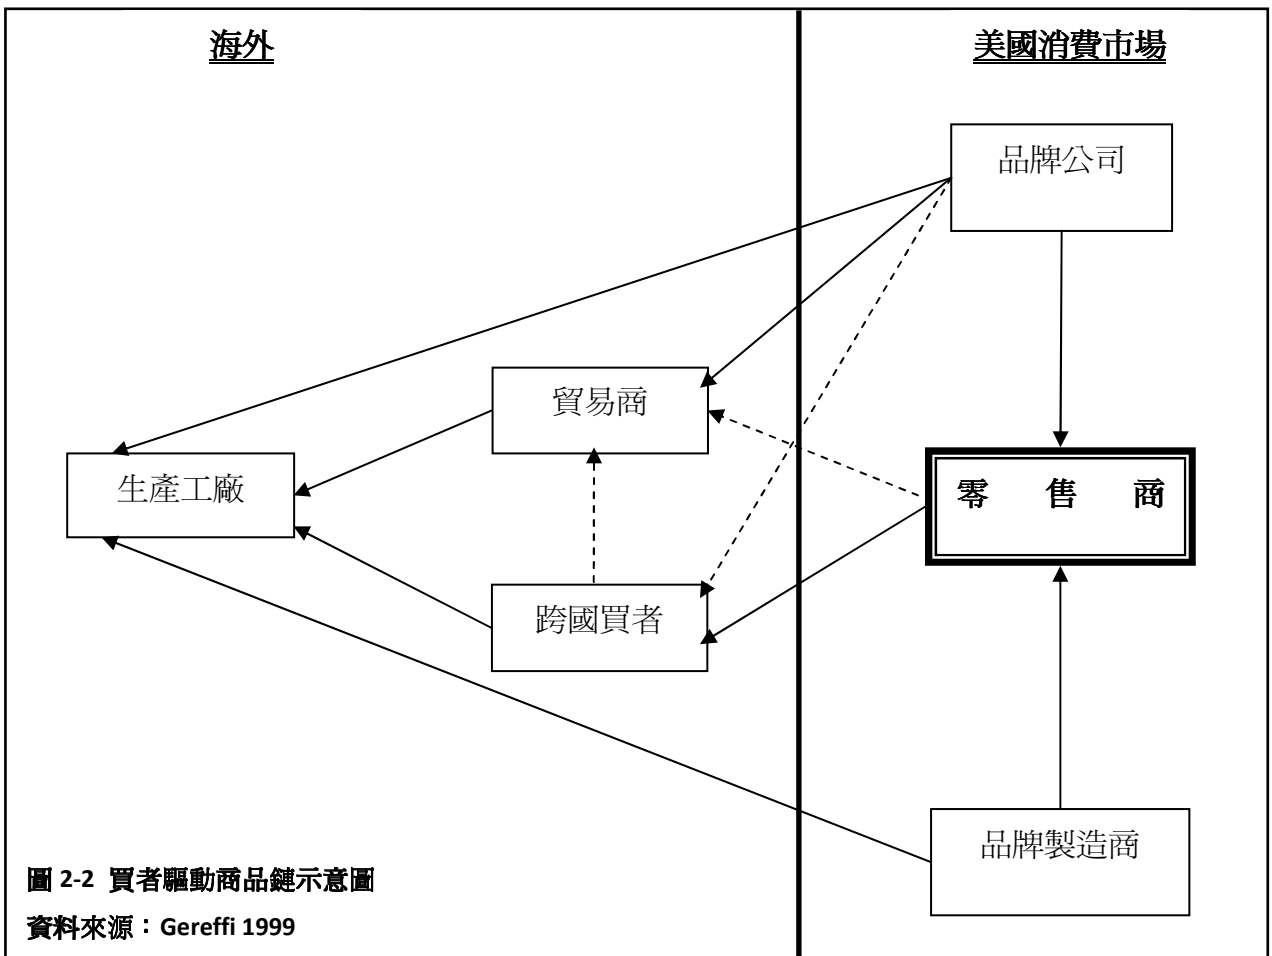 海外
美國消費市場
品牌公司
貿易商
生產工廠
零 售 商
跨國買者
品牌製造商
圖 2-2 買者驅動商品鏈示意圖
資料來源：Gereffi 1999